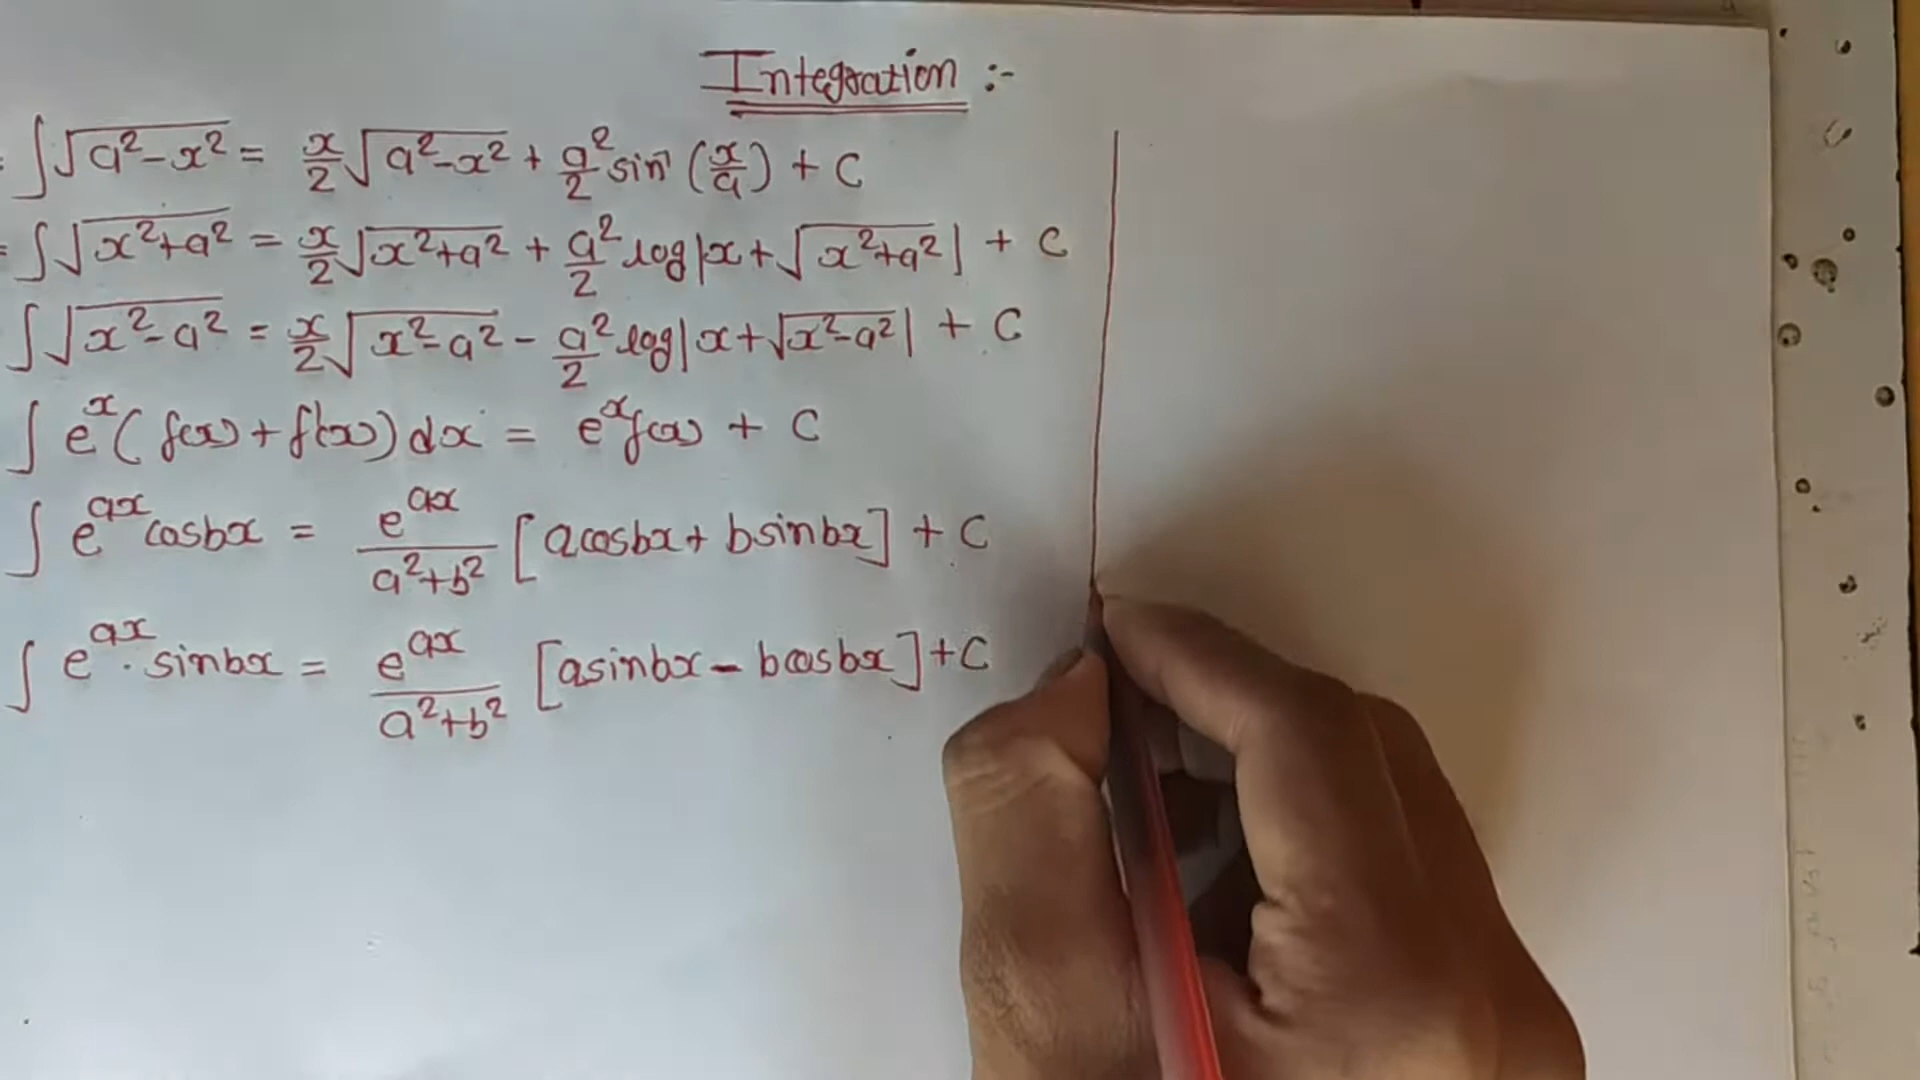 Integration :-
∫√a²-x² = x/2 √a²-x² + a²/2 sin⁻¹ (x/a) + C
= ∫√x²+a² = x/2 √x²+a² + a²/2 log|x+√x²+a²| + C
∫√x²-a² = x/2 √x²-a² - a²/2 log|x+√x²-a²| + C
∫ eˣ(f(x)+f'(x))dx = eˣf(x) + C
∫ eᵃˣ cosbx = eᵃˣ/a²+b² [acosbx + bsinbx] + C
∫ eᵃˣ·sinbx = eᵃˣ/a²+b² [asinbx - bcosbx] + C